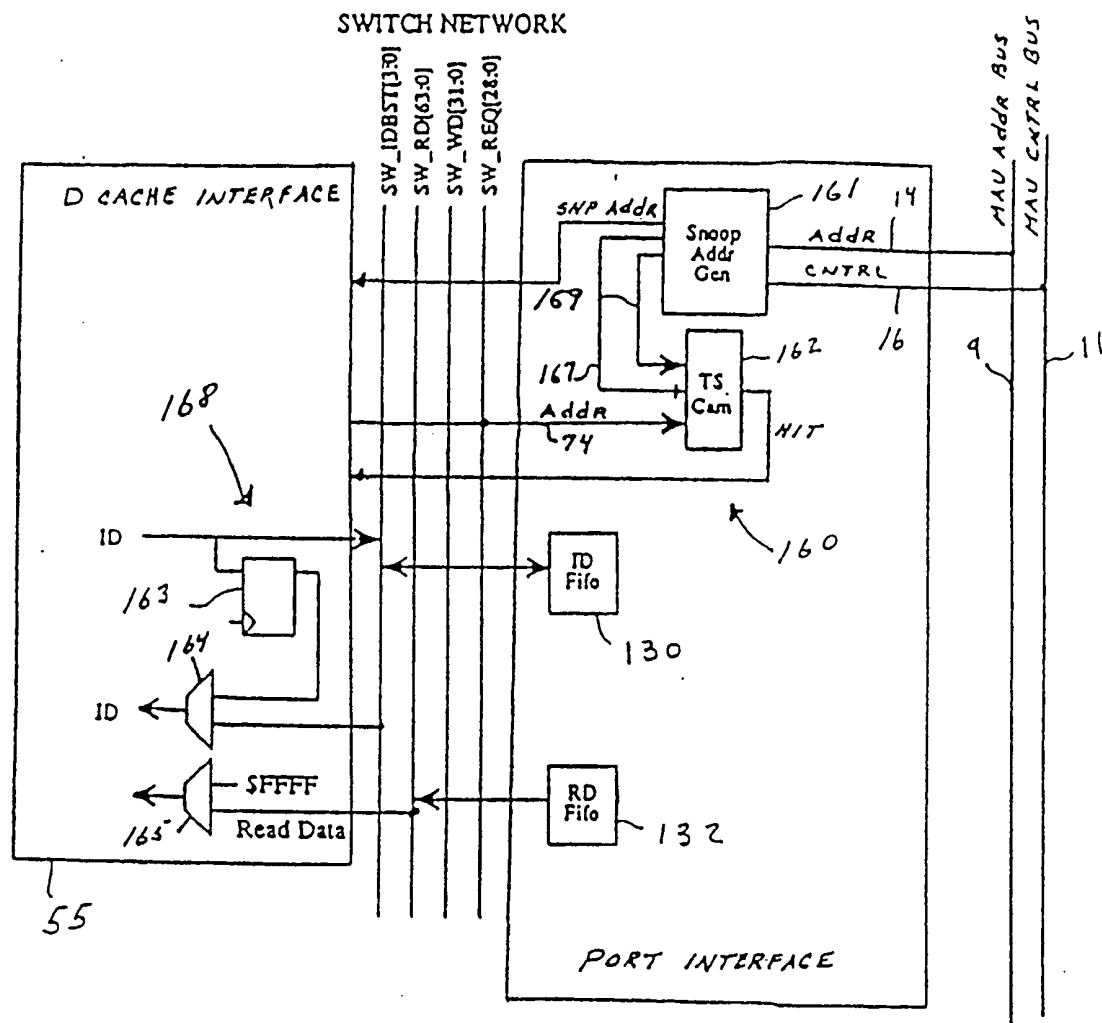 SWITCH NETWORK
SW_IDBST[3:0]
SW_RD[63:0]
SW_WD[31:0]
SW_REQ[28:0]
MAU Addr BUS
MAU CNTRL BUS
D CACHE INTERFACE
SNP Addr
161
14
Snoop
Addr
Gen
ADDR
CNTRL
169
16
9
11
162
167
TS
Cam
168
Addr
74
HIT
ID
160
ID
Fifo
163
130
164
ID
$FFFF
RD
Fifo
165
Read Data
132
55
PORT INTERFACE